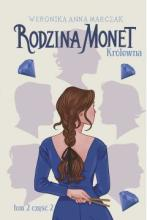 WERONIKA ANNA MARCZAK
RODZINA MONET
Królewna
tom 2 część 2